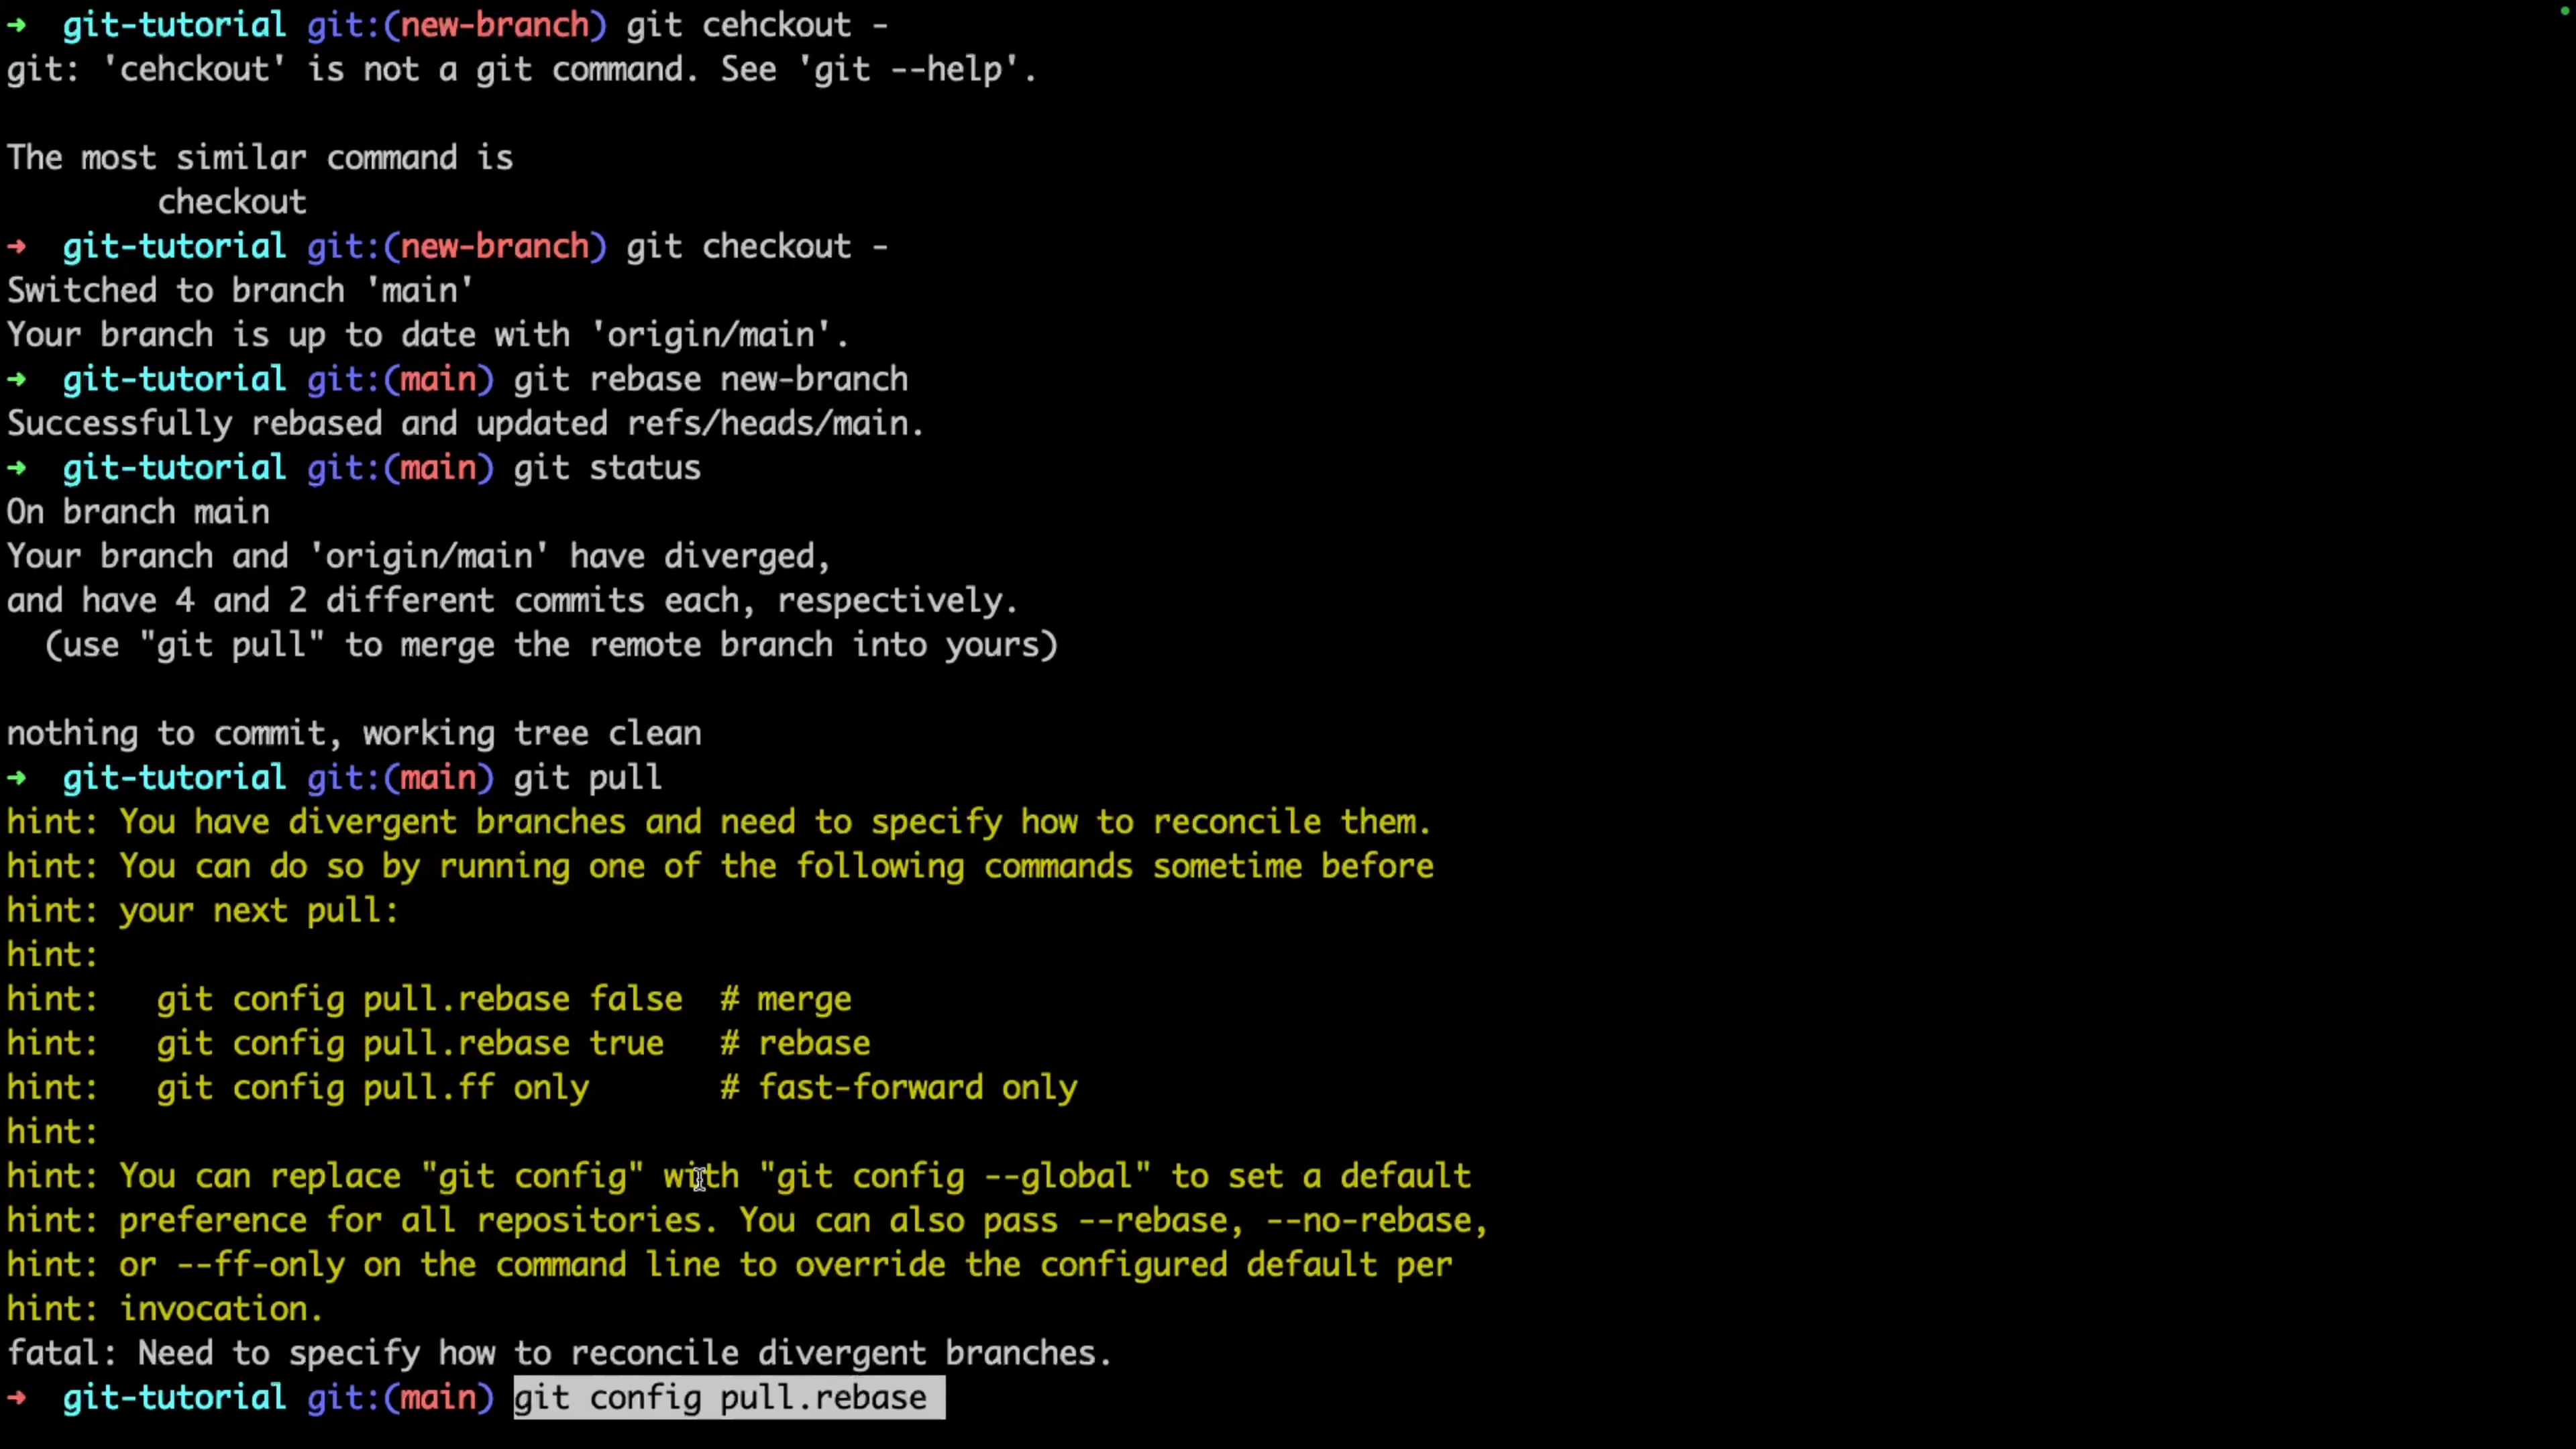 ➜  git-tutorial git:(new-branch) git cehckout -
git: 'cehckout' is not a git command. See 'git --help'.

The most similar command is
        checkout
➜  git-tutorial git:(new-branch) git checkout -
Switched to branch 'main'
Your branch is up to date with 'origin/main'.
➜  git-tutorial git:(main) git rebase new-branch
Successfully rebased and updated refs/heads/main.
➜  git-tutorial git:(main) git status
On branch main
Your branch and 'origin/main' have diverged,
and have 4 and 2 different commits each, respectively.
  (use "git pull" to merge the remote branch into yours)

nothing to commit, working tree clean
➜  git-tutorial git:(main) git pull
hint: You have divergent branches and need to specify how to reconcile them.
hint: You can do so by running one of the following commands sometime before
hint: your next pull:
hint:
hint:   git config pull.rebase false  # merge
hint:   git config pull.rebase true   # rebase
hint:   git config pull.ff only       # fast-forward only
hint:
hint: You can replace "git config" with "git config --global" to set a default
hint: preference for all repositories. You can also pass --rebase, --no-rebase,
hint: or --ff-only on the command line to override the configured default per
hint: invocation.
fatal: Need to specify how to reconcile divergent branches.
➜  git-tutorial git:(main) git config pull.rebase